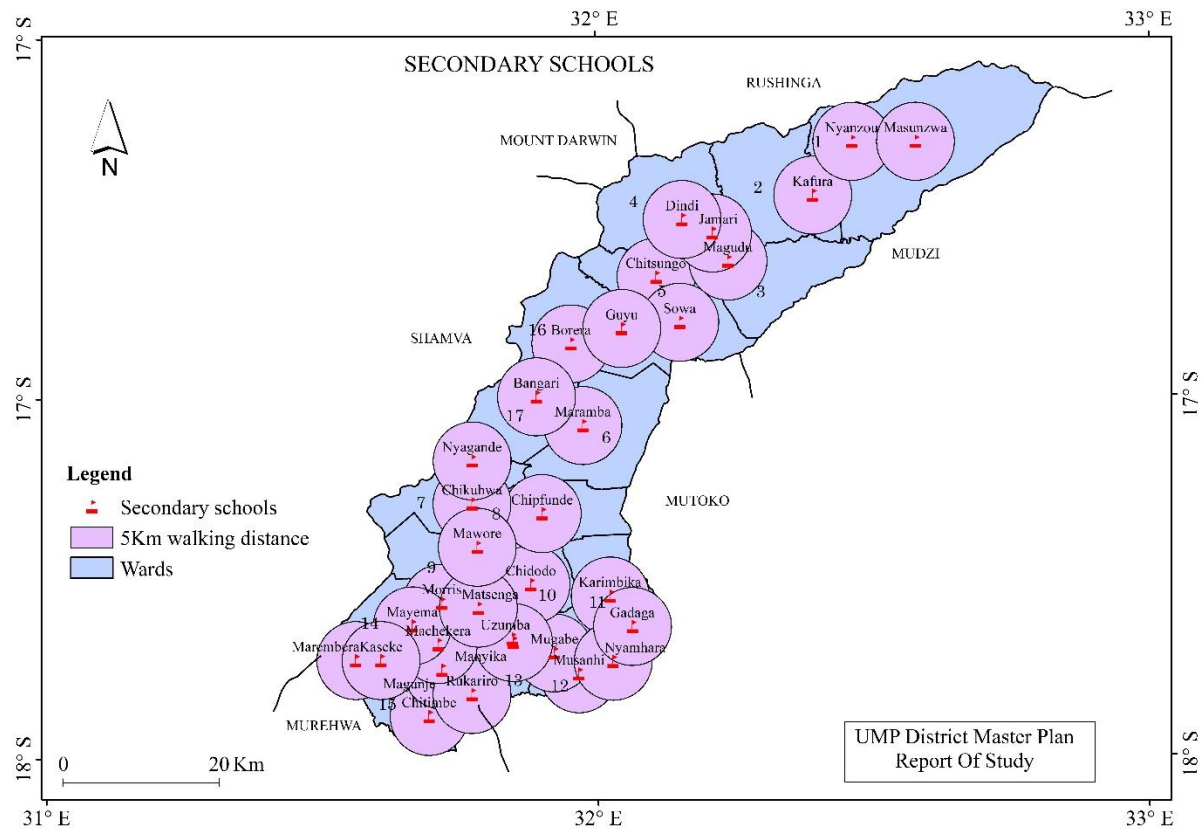 32° E
33° E
17° S
SECONDARY SCHOOLS
RUSHINGA
MOUNT DARWIN
N
1
Nyanzou
Masunzwa
2
Kafura
4
Dindi
Jamari
Magudu
MUDZI
Chitsungo
5
3
Guyu
Sowa
SHAMVA
16
Borera
17° S
17° S
Bangari
17
Maramba
6
Nyagande
Legend
Secondary schools
5Km walking distance
Wards
7
Chikuhwa
8
Chipfunde
MUTOKO
Mawore
9
Chidodo
10
Karimbika
11
Morris
Matsenga
Mayema
14
Gadaga
Uzumba
Machekera
Mugabe
Marembera
Kaseke
Manyika
Musanhi
Nyamhara
13
12
Magunje
Rukariro
15
Chitimbe
MUREHWA
UMP District Master Plan
Report Of Study
0
20 Km
18° S
18° S
31° E
32° E
33° E